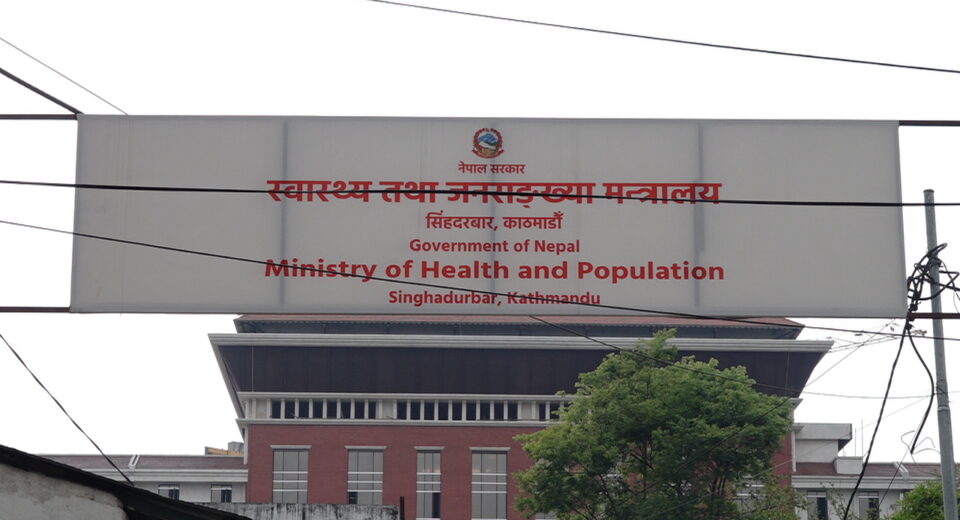 नेपाल सरकार
स्वास्थ्य तथा जनसङ्ख्या मन्त्रालय
सिंहदरबार, काठमाडौँ
Government of Nepal
Ministry of Health and Population
Singhadurbar, Kathmandu